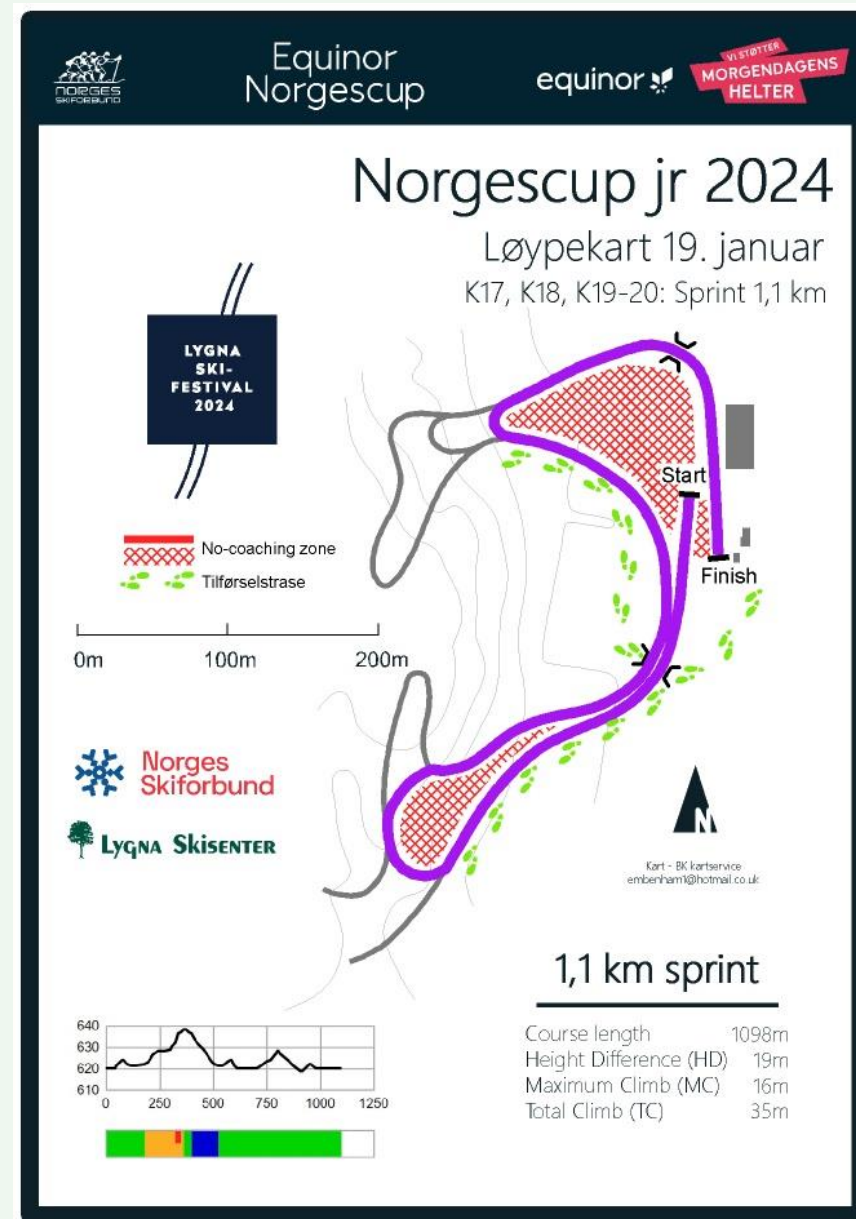 NORGES
SKIFORBUND
Equinor
Norgescup
equinor
VI STØTTER
MORGENDAGENS
HELTER
Norgescup jr 2024
Løypekart 19. januar
K17, K18, K19-20: Sprint 1,1 km
LYGNA
SKI-
FESTIVAL
2024
Start
Finish
No-coaching zone
Tilførselstrase
0m 100m 200m
Norges
Skiforbund
LYGNA SKISENTER
N
Kart - BK kartservice
embenham1@hotmail.co.uk
1,1 km sprint
Course length 1098m
Height Difference (HD) 19m
Maximum Climb (MC) 16m
Total Climb (TC) 35m
640
630
620
610
0 250 500 750 1000 1250